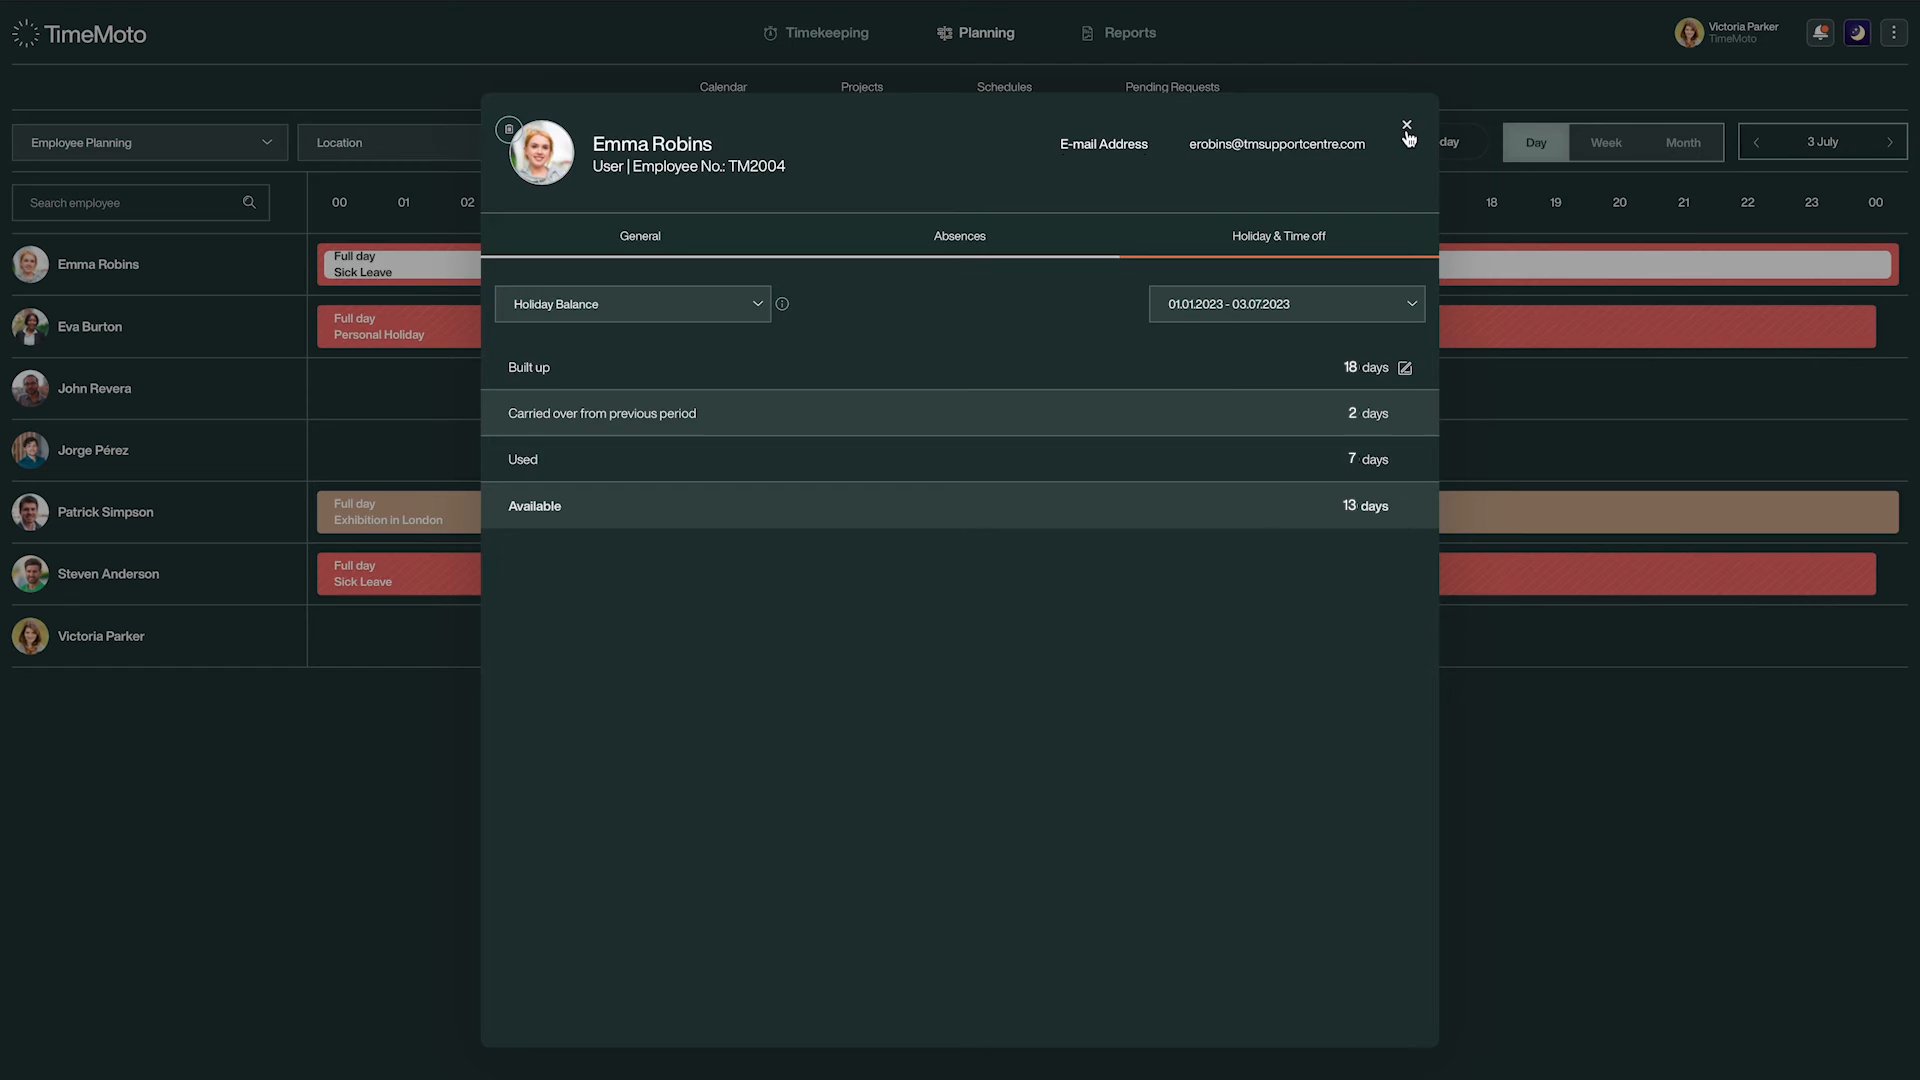 TimeMoto
Timekeeping
Planning
Reports
Victoria Parker
TimeMoto
Calendar
Projects
Schedules
Pending Requests
Employee Planning
Location
day
Day
Week
Month
3 July
Emma Robins
User | Employee No.: TM2004
E-mail Address
erobins@tmsupportcentre.com
Search employee
00 01 02
18 19 20 21 22 23 00
General
Absences
Holiday & Time off
Emma Robins
Full day
Sick Leave
Holiday Balance
01.01.2023 - 03.07.2023
Eva Burton
Full day
Personal Holiday
Built up
18 days
John Revera
Carried over from previous period
2 days
Jorge Pérez
Used
7 days
Patrick Simpson
Full day
Exhibition in London
Available
13 days
Steven Anderson
Full day
Sick Leave
Victoria Parker